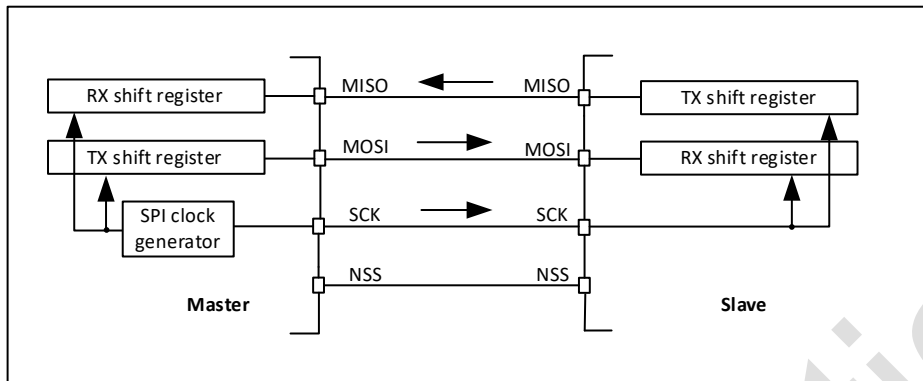 MISO MISO
RX shift register TX shift register
MOSI MOSI
TX shift register RX shift register
SCK SCK
SPI clock
generator
NSS NSS
Master Slave